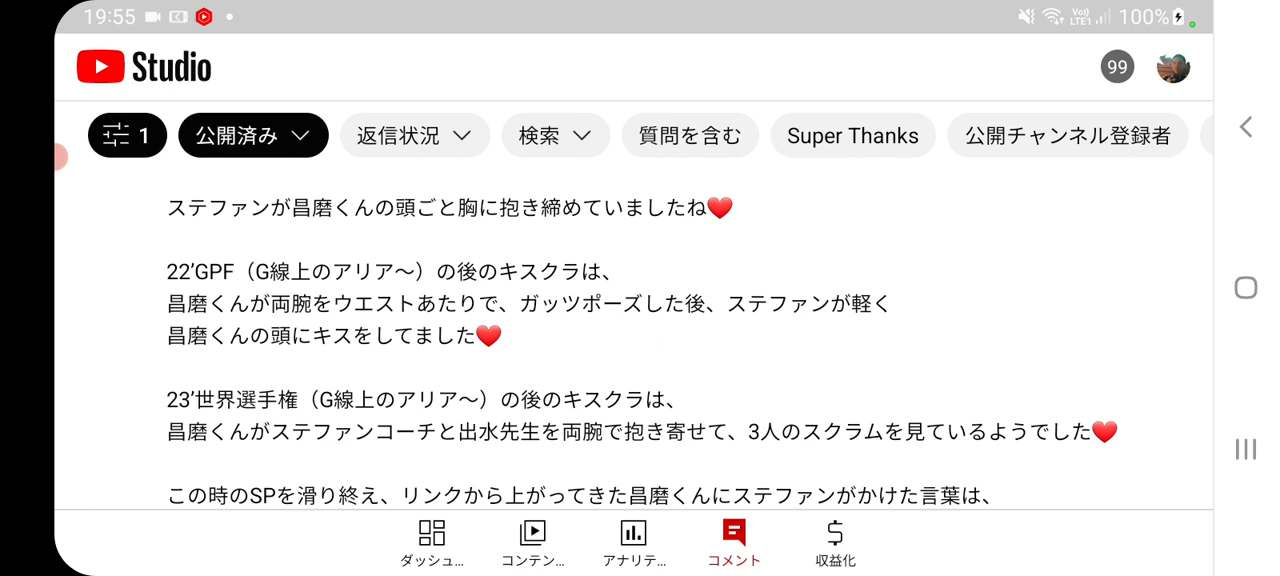 19:55
Vo)) LTE1 100%
Studio
99
1 公開済み 返信状況 検索 質問を含む Super Thanks 公開チャンネル登録者
ステファンが昌磨くんの頭ごと胸に抱き締めていましたね❤️
22’GPF（G線上のアリア〜）の後のキスクラは、
昌磨くんが両腕をウエストあたりで、ガッツポーズした後、ステファンが軽く
昌磨くんの頭にキスをしてました❤️
23’世界選手権（G線上のアリア〜）の後のキスクラは、
昌磨くんがステファンコーチと出水先生を両腕で抱き寄せて、3人のスクラムを見ているようでした❤️
この時のSPを滑り終え、リンクから上がってきた昌磨くんにステファンがかけた言葉は、
ダッシュ... コンテン... アナリテ... コメント 収益化